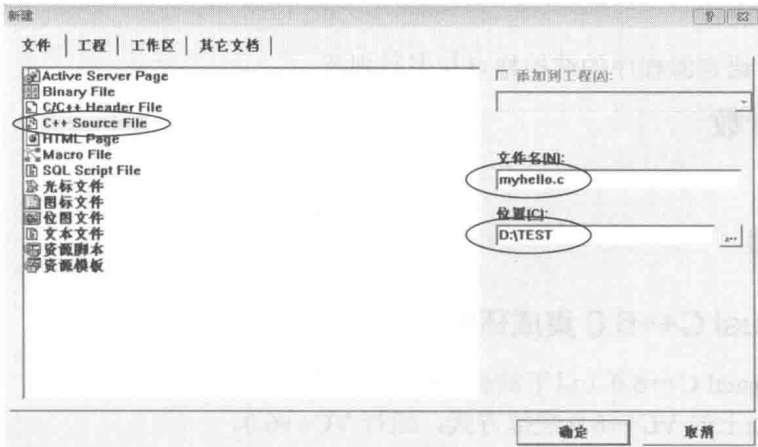 新建
文件 工程 工作区 其它文档
Active Server Page
Binary File
C/C++ Header File
C++ Source File
HTML Page
Macro File
SQL Script File
光标文件
图标文件
位图文件
文本文件
资源脚本
资源模板
添加到工程(A):
文件名(N):
myhello.c
位置(C):
D:\TEST
...
确定 取消